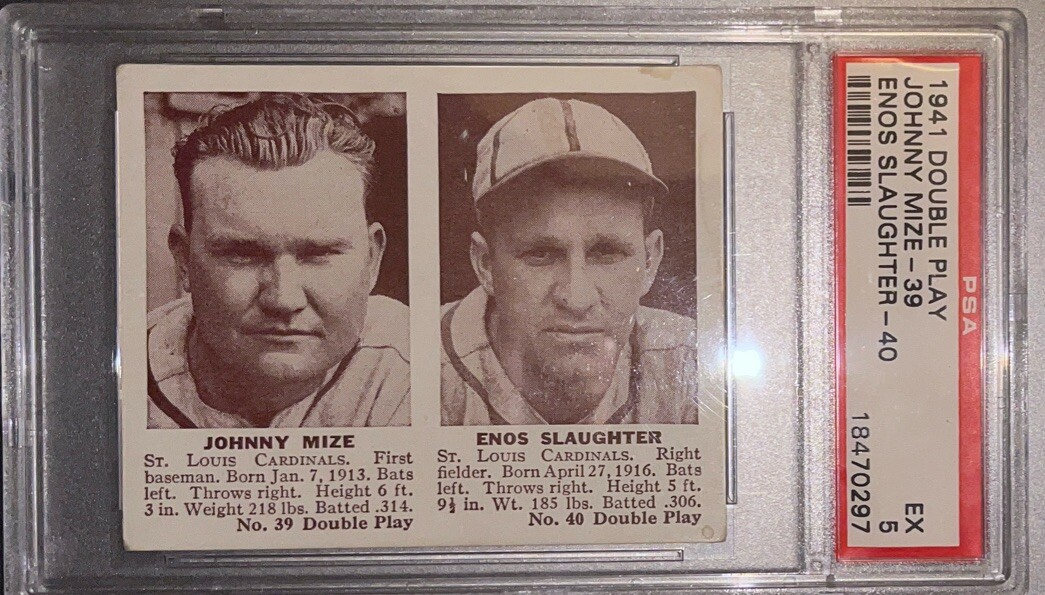 JOHNNY MIZE
ST. LOUIS CARDINALS. First
baseman. Born Jan. 7, 1913. Bats
left. Throws right. Height 6 ft.
3 in. Weight 218 lbs. Batted .314.
No. 39 Double Play
ENOS SLAUGHTER
ST. LOUIS CARDINALS. Right
fielder. Born April 27, 1916. Bats
left. Throws right. Height 5 ft.
9½ in. Wt. 185 lbs. Batted .306.
No. 40 Double Play
PSA
1941 DOUBLE PLAY
JOHNNY MIZE-39
ENOS SLAUGHTER-40
EX
5
18470297